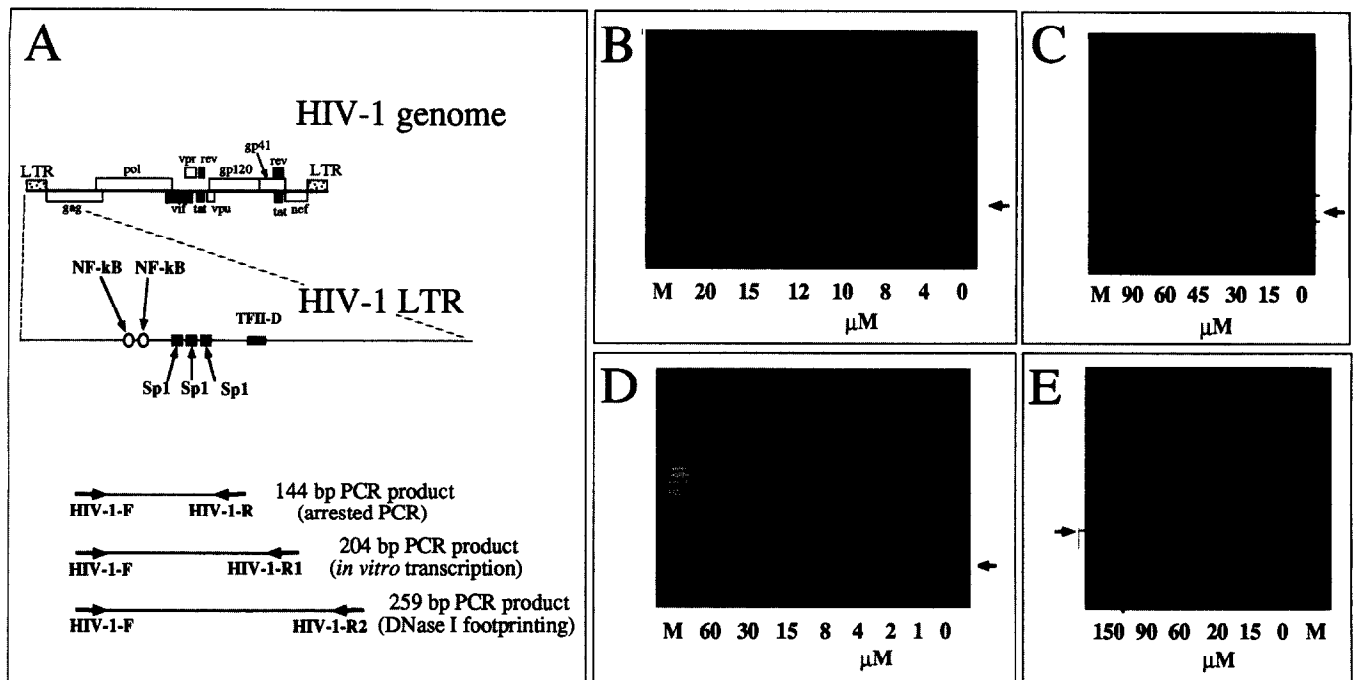 A
HIV-1 genome
gp41
vpr rev
rev
LTR
pol
gp120
LTR
gag
vif
tat
vpu
tat
nef
NF-kB
NF-kB
HIV-1 LTR
TFII-D
Sp1
Sp1
Sp1
144 bp PCR product
(arrested PCR)
HIV-1-F
HIV-1-R
204 bp PCR product
(in vitro transcription)
HIV-1-F
HIV-1-R1
259 bp PCR product
(DNase I footprinting)
HIV-1-F
HIV-1-R2
B
M 20 15 12 10 8 4 0
μM
C
M 90 60 45 30 15 0
μM
D
M 60 30 15 8 4 2 1 0
μM
E
150 90 60 20 15 0 M
μM